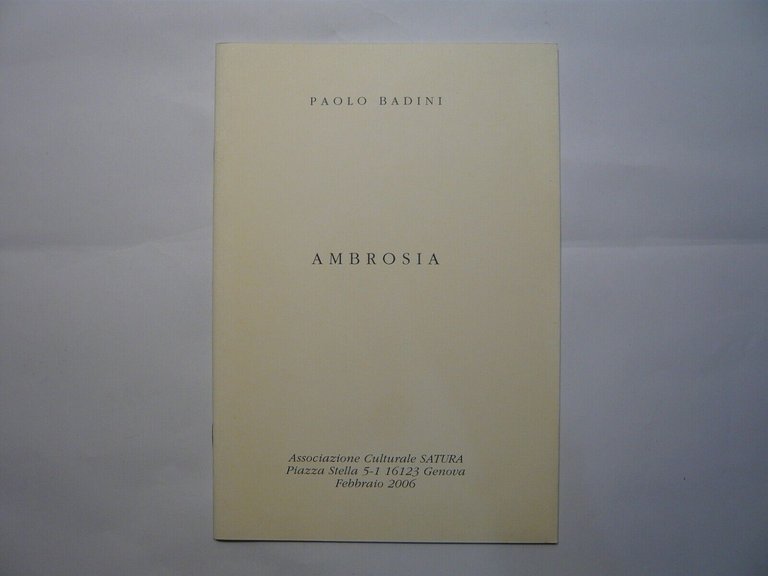 PAOLO BADINI
AMBROSIA
Associazione Culturale SATURA
Piazza Stella 5-1 16123 Genova
Febbraio 2006